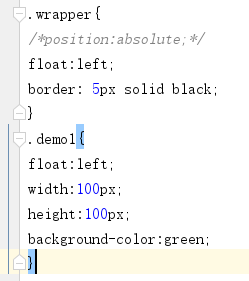 .wrapper{
/*position:absolute;*/
float:left;
border: 5px solid black;
}
.demo1{
float:left;
width:100px;
height:100px;
background-color:green;
}